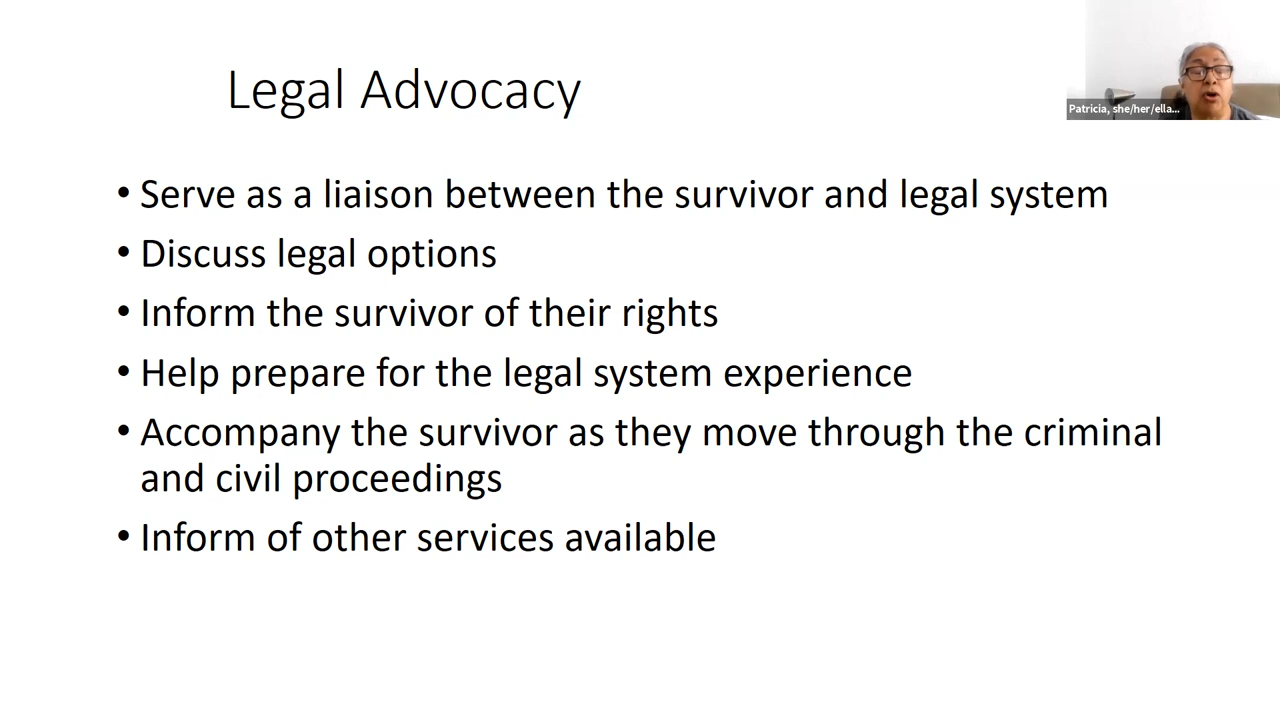 Legal Advocacy
Patricia, she/her/ella...
• Serve as a liaison between the survivor and legal system
• Discuss legal options
• Inform the survivor of their rights
• Help prepare for the legal system experience
• Accompany the survivor as they move through the criminal
and civil proceedings
• Inform of other services available